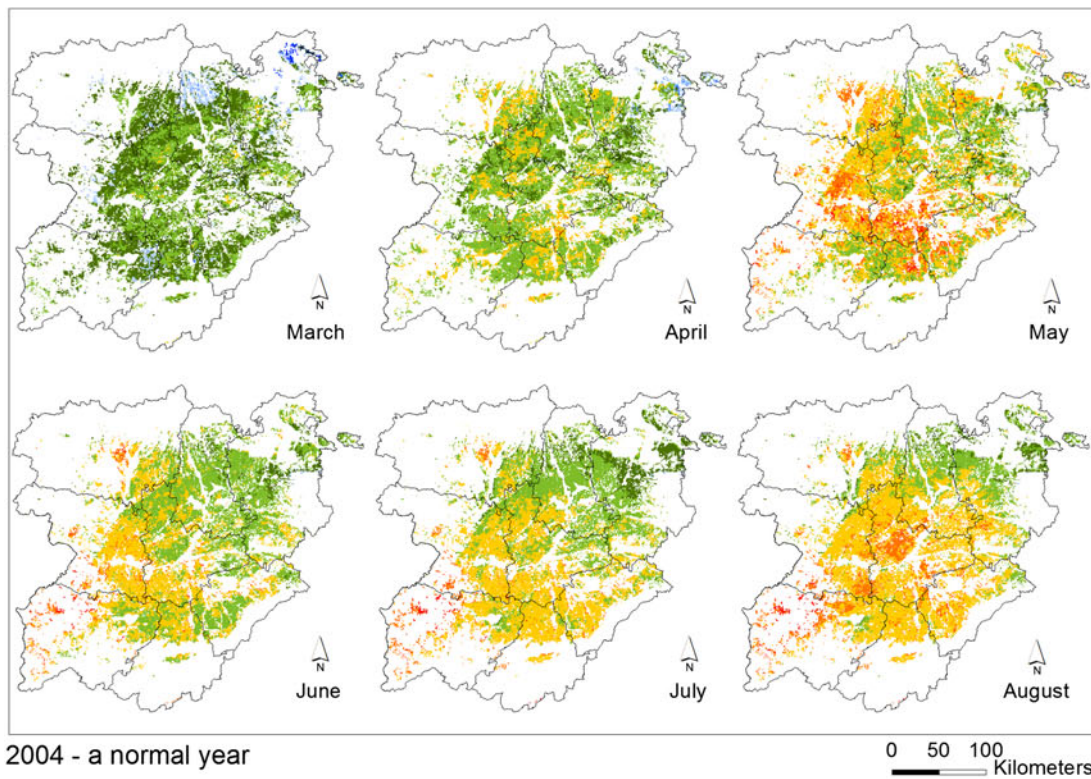 N
March
N
April
N
May
N
June
N
July
N
August
2004 - a normal year
0 50 100
Kilometers